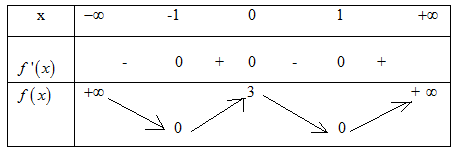 x −∞ -1 0 1 +∞
f'(x) - 0 + 0 - 0 +
f(x) +∞ 3 + ∞
0 0